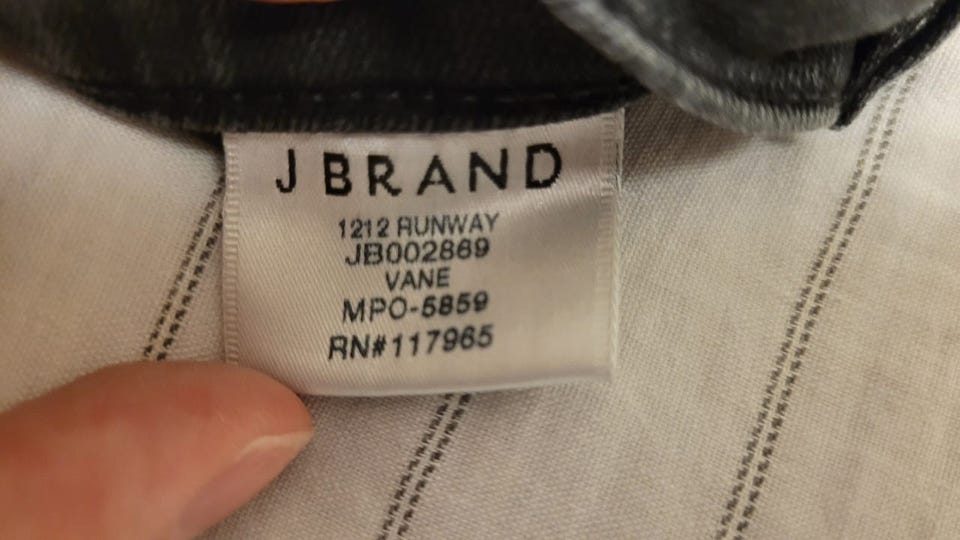 J BRAND
1212 RUNWAY
JB002869
VANE
MPO-5859
RN#117965